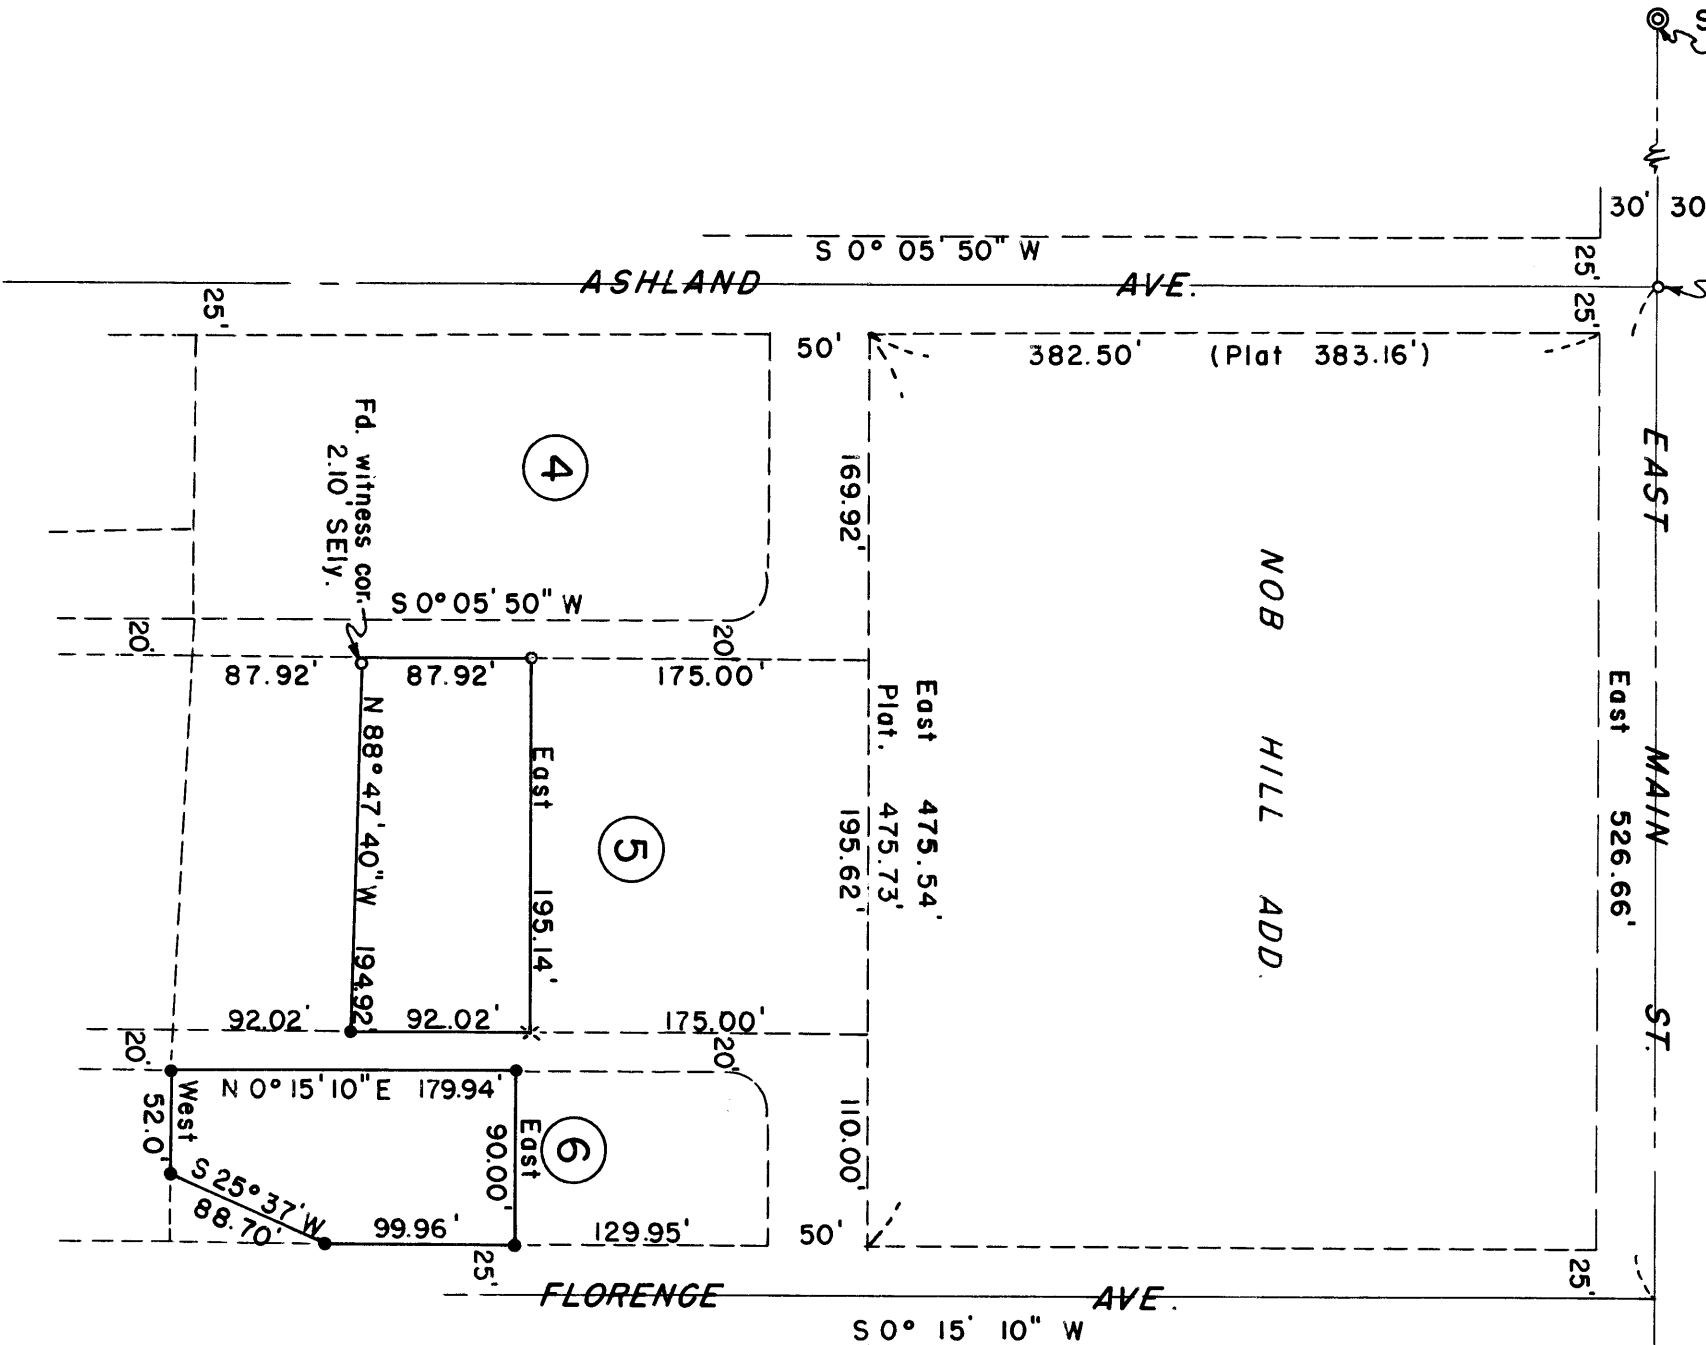 S
30' 30
S 0° 05' 50" W
25'
ASHLAND AVE.
25'
25'
50'
382.50' (Plat 383.16')
EAST MAIN ST.
East 526.66'
NOB HILL ADD.
169.92'
East 475.54'
Plat. 475.73'
195.62'
110.00'
4
Fd. witness cor.
2.10' SEly.
S 0° 05' 50" W
20'
20'
87.92'
87.92'
175.00'
N 88° 47' 40" W 194.92'
East 195.14'
5
92.02'
92.02'
175.00'
20'
20'
N 0° 15' 10" E 179.94'
West
52.0'
East
90.00'
6
S 25° 37' W
88.70'
99.96'
129.95'
50'
25'
25'
FLORENCE AVE.
S 0° 15' 10" W